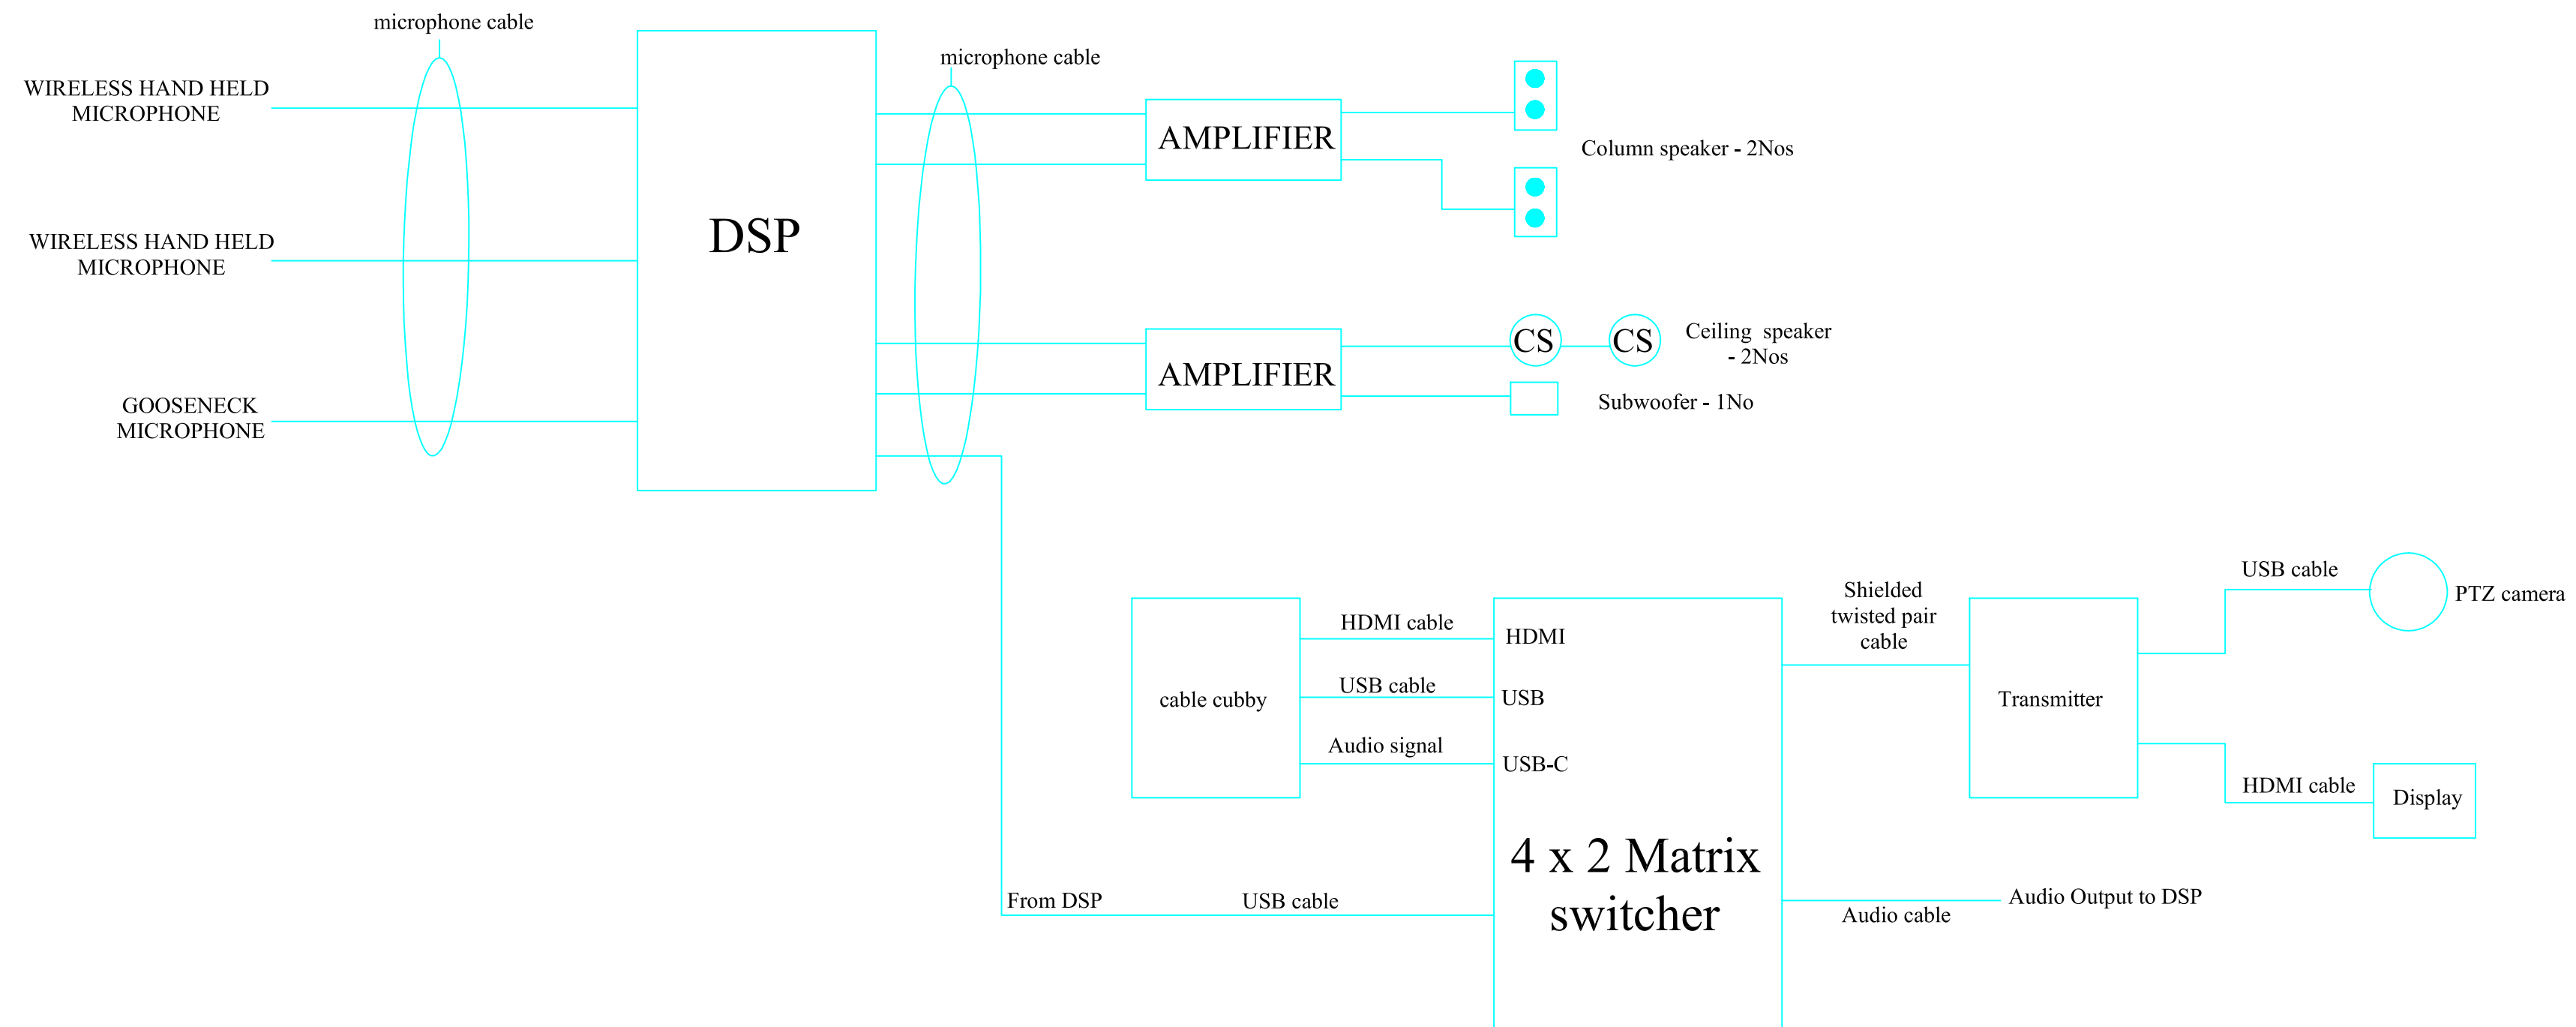 microphone cable
WIRELESS HAND HELD
MICROPHONE
WIRELESS HAND HELD
MICROPHONE
GOOSENECK
MICROPHONE
DSP
microphone cable
AMPLIFIER
Column speaker - 2Nos
AMPLIFIER
CS
CS
Ceiling speaker
- 2Nos
Subwoofer - 1No
cable cubby
HDMI cable
USB cable
Audio signal
HDMI
USB
USB-C
4 x 2 Matrix
switcher
From DSP
USB cable
Shielded
twisted pair
cable
Transmitter
USB cable
PTZ camera
HDMI cable
Display
Audio cable
Audio Output to DSP